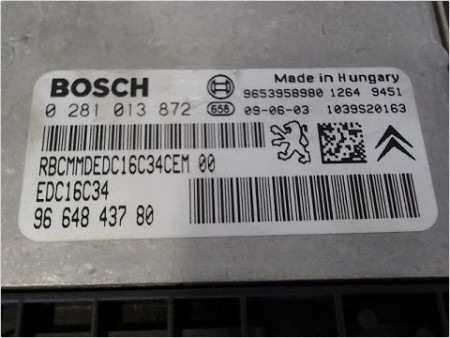 BOSCH
Made in Hungary
9653958980 1264 9451
0 281 013 872
658 09-06-03 1039S20163
RBCMMDEDC16C34CEM 00
EDC16C34
96 648 437 80